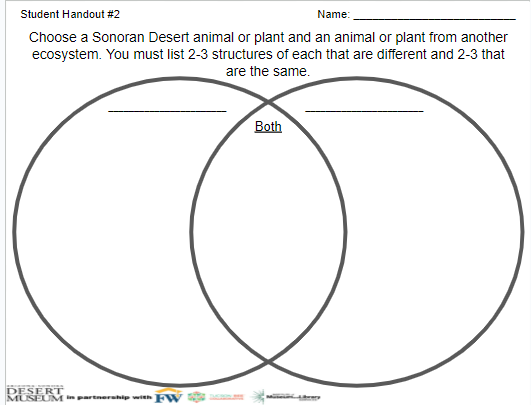 Student Handout #2 Name: ___________________________
Choose a Sonoran Desert animal or plant and an animal or plant from another
ecosystem. You must list 2-3 structures of each that are different and 2-3 that
are the same.
____________________ ____________________
Both
DESERT
MUSEUM in partnership with FW